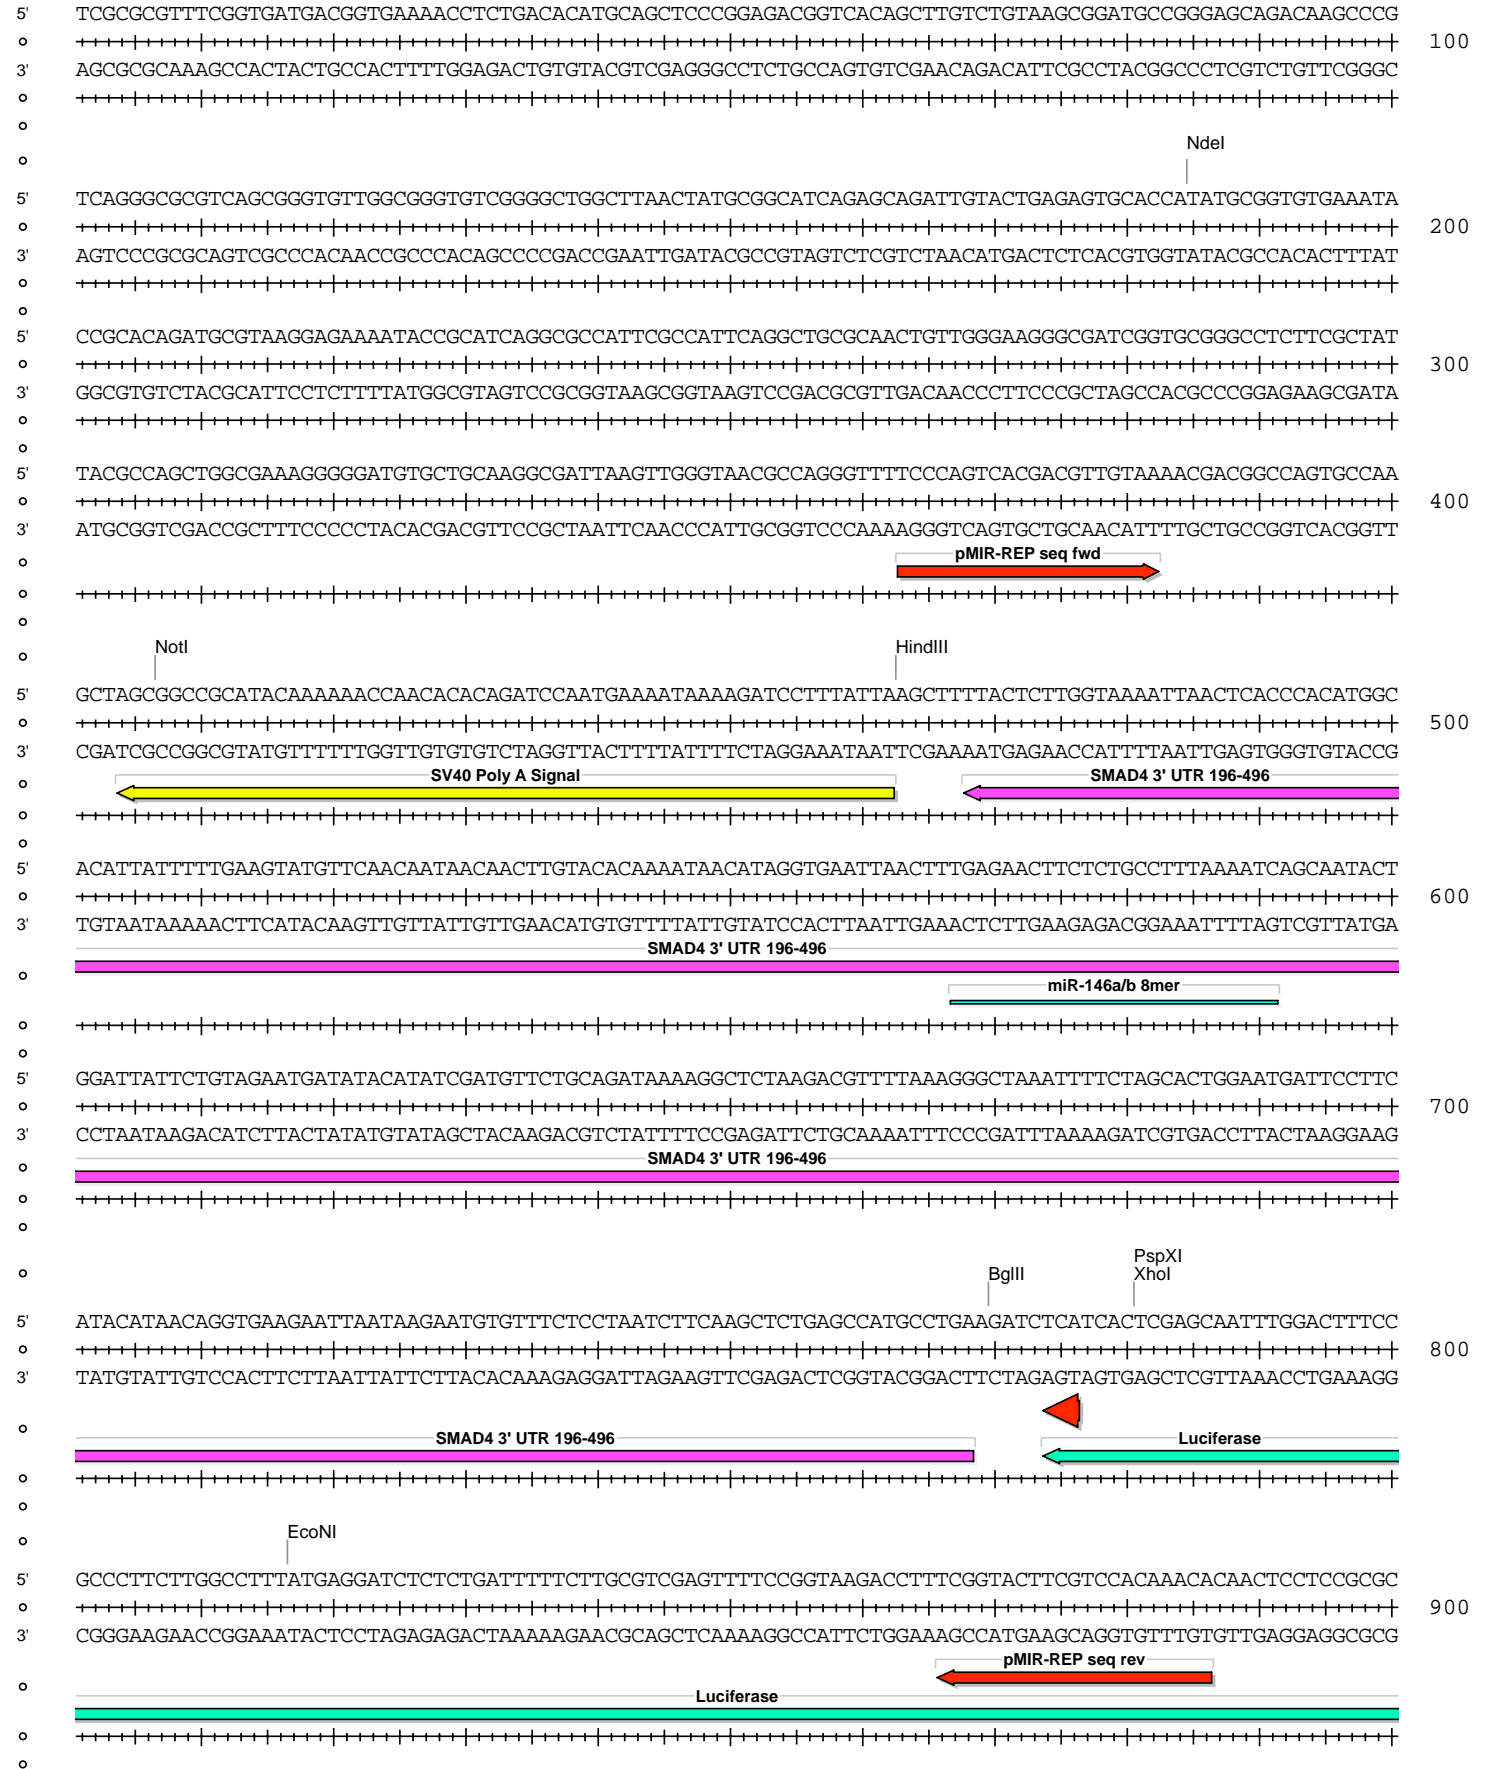 5' TCGCGCGTTTCGGTGATGACGGTGAAAACCTCTGACACATGCAGCTCCCGGAGACGGTCACAGCTTGTCTGTAAGCGGATGCCGGGAGCAGACAAGCCCG
100
3' AGCGCGCAAAGCCACTACTGCCACTTTTGGAGACTGTGTACGTCGAGGGCCTCTGCCAGTGTCGAACAGACATTCGCCTACGGCCCTCGTCTGTTCGGGC
NdeI
5' TCAGGGCGCGTCAGCGGGTGTTGGCGGGTGTCGGGGCTGGCTTAACTATGCGGCATCAGAGCAGATTGTACTGAGAGTGCACCATATGCGGTGTGAAATA
200
3' AGTCCCGCGCAGTCGCCCACAACCGCCCACAGCCCCGACCGAATTGATACGCCGTAGTCTCGTCTAACATGACTCTCACGTGGTATACGCCACACTTTAT
5' CCGCACAGATGCGTAAGGAGAAAATACCGCATCAGGCGCCATTCGCCATTCAGGCTGCGCAACTGTTGGGAAGGGCGATCGGTGCGGGCCTCTTCGCTAT
300
3' GGCGTGTCTACGCATTCCTCTTTTATGGCGTAGTCCGCGGTAAGCGGTAAGTCCGACGCGTTGACAACCCTTCCCGCTAGCCACGCCCGGAGAAGCGATA
5' TACGCCAGCTGGCGAAAGGGGGATGTGCTGCAAGGCGATTAAGTTGGGTAACGCCAGGGTTTTCCCAGTCACGACGTTGTAAAACGACGGCCAGTGCCAA
400
3' ATGCGGTCGACCGCTTTCCCCCTACACGACGTTCCGCTAATTCAACCCATTGCGGTCCCAAAAGGGTCAGTGCTGCAACATTTTGCTGCCGGTCACGGTT
pMIR-REP seq fwd
NotI HindIII
5' GCTAGCGGCCGCATACAAAAAACCAACACACAGATCCAATGAAAATAAAAGATCCTTTATTAAGCTTTTACTCTTGGTAAAATTAACTCACCCACATGGC
500
3' CGATCGCCGGCGTATGTTTTTTGGTTGTGTGTCTAGGTTACTTTTATTTTCTAGGAAATAATTCGAAAATGAGAACCATTTTAATTGAGTGGGTGTACCG
SV40 Poly A Signal SMAD4 3' UTR 196-496
5' ACATTATTTTTGAAGTATGTTCAACAATAACAACTTGTACACAAAATAACATAGGTGAATTAACTTTGAGAACTTCTCTGCCTTTAAAATCAGCAATACT
600
3' TGTAATAAAAACTTCATACAAGTTGTTATTGTTGAACATGTGTTTTATTGTATCCACTTAATTGAAACTCTTGAAGAGACGGAAATTTTAGTCGTTATGA
SMAD4 3' UTR 196-496
miR-146a/b 8mer
5' GGATTATTCTGTAGAATGATATACATATCGATGTTCTGCAGATAAAAGGCTCTAAGACGTTTTAAAGGGCTAAATTTTCTAGCACTGGAATGATTCCTTC
700
3' CCTAATAAGACATCTTACTATATGTATAGCTACAAGACGTCTATTTTCCGAGATTCTGCAAAATTTCCCGATTTAAAAGATCGTGACCTTACTAAGGAAG
SMAD4 3' UTR 196-496
PspXI
BglII XhoI
5' ATACATAACAGGTGAAGAATTAATAAGAATGTGTTTCTCCTAATCTTCAAGCTCTGAGCCATGCCTGAAGATCTCATCACTCGAGCAATTTGGACTTTCC
800
3' TATGTATTGTCCACTTCTTAATTATTCTTACACAAAGAGGATTAGAAGTTCGAGACTCGGTACGGACTTCTAGAGTAGTGAGCTCGTTAAACCTGAAAGG
SMAD4 3' UTR 196-496 Luciferase
EcoNI
5' GCCCTTCTTGGCCTTTATGAGGATCTCTCTGATTTTTCTTGCGTCGAGTTTTCCGGTAAGACCTTTCGGTACTTCGTCCACAAACACAACTCCTCCGCGC
900
3' CGGGAAGAACCGGAAATACTCCTAGAGAGACTAAAAAGAACGCAGCTCAAAAGGCCATTCTGGAAAGCCATGAAGCAGGTGTTTGTGTTGAGGAGGCGCG
pMIR-REP seq rev
Luciferase